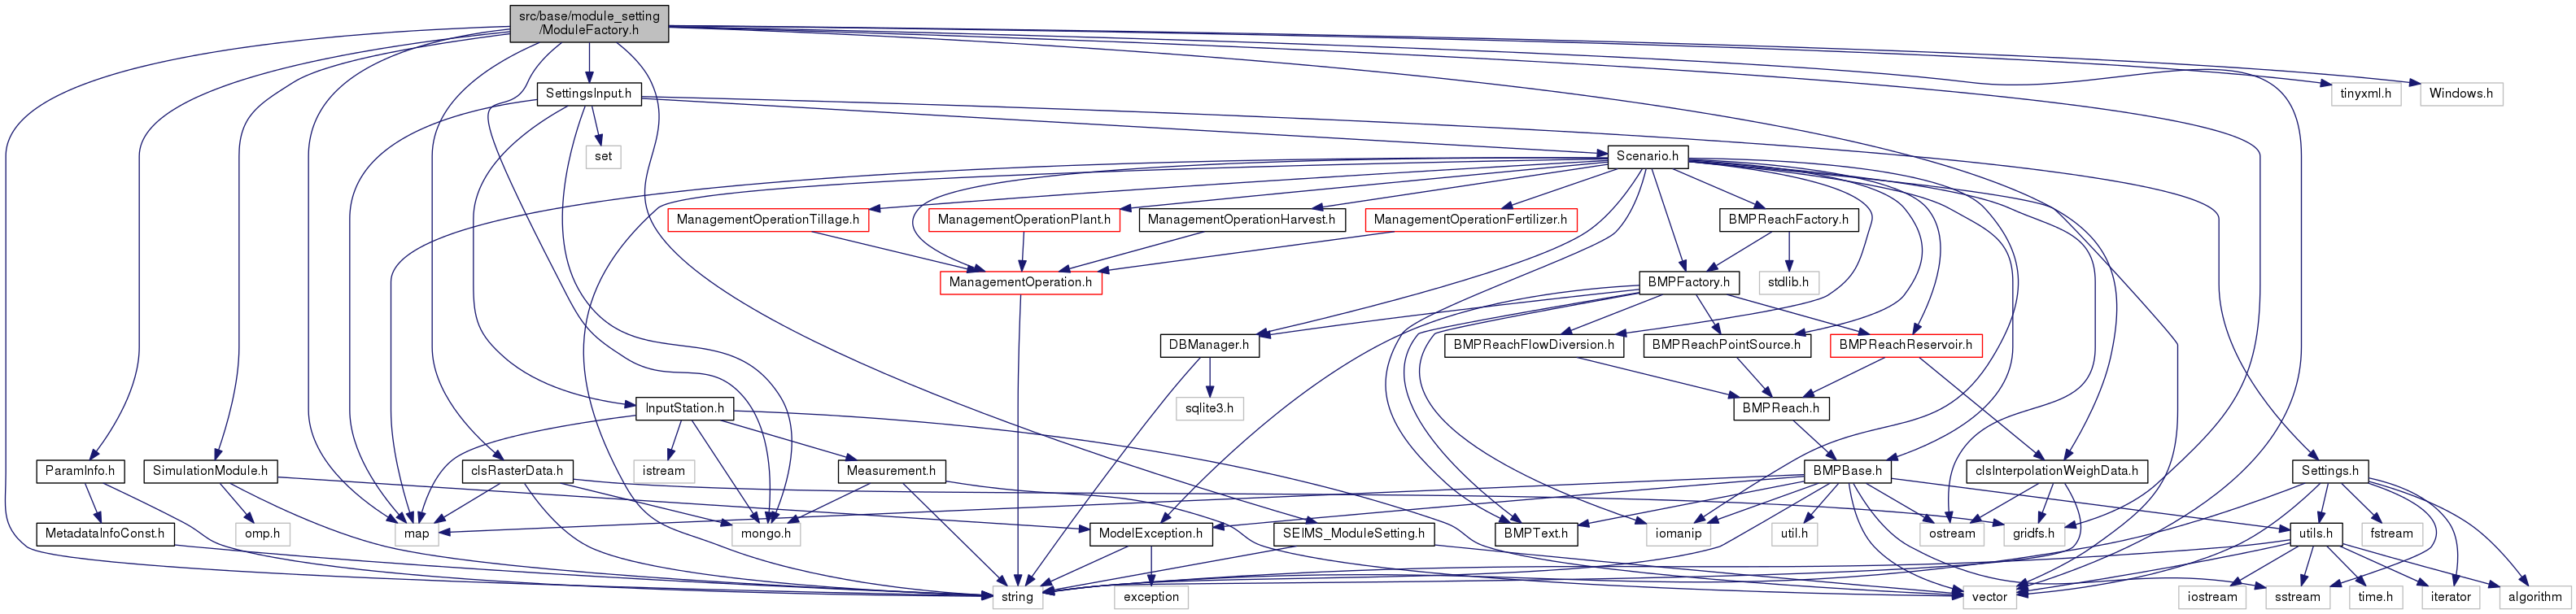 src/base/module_setting
/ModuleFactory.h
SettingsInput.h
tinyxml.h
Windows.h
set
Scenario.h
ManagementOperationTillage.h
ManagementOperationPlant.h
ManagementOperationHarvest.h
ManagementOperationFertilizer.h
BMPReachFactory.h
ManagementOperation.h
BMPFactory.h
stdlib.h
DBManager.h
BMPReachFlowDiversion.h
BMPReachPointSource.h
BMPReachReservoir.h
InputStation.h
sqlite3.h
BMPReach.h
ParamInfo.h
SimulationModule.h
clsRasterData.h
istream
Measurement.h
BMPBase.h
clsInterpolationWeighData.h
Settings.h
MetadataInfoConst.h
omp.h
map
mongo.h
ModelException.h
SEIMS_ModuleSetting.h
BMPText.h
iomanip
util.h
ostream
gridfs.h
utils.h
fstream
string
exception
vector
iostream
sstream
time.h
iterator
algorithm